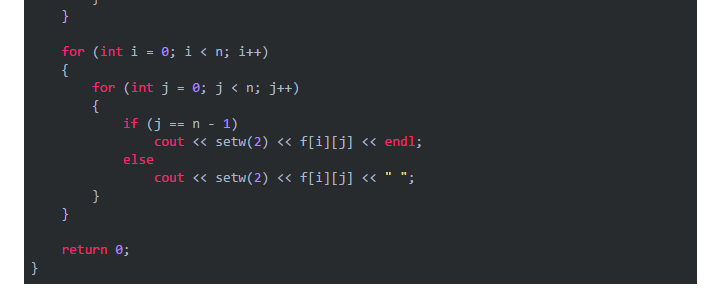 }
for (int i = 0; i < n; i++)
{
for (int j = 0; j < n; j++)
{
if (j == n - 1)
cout << setw(2) << f[i][j] << endl;
else
cout << setw(2) << f[i][j] << " ";
}
}
return 0;
}